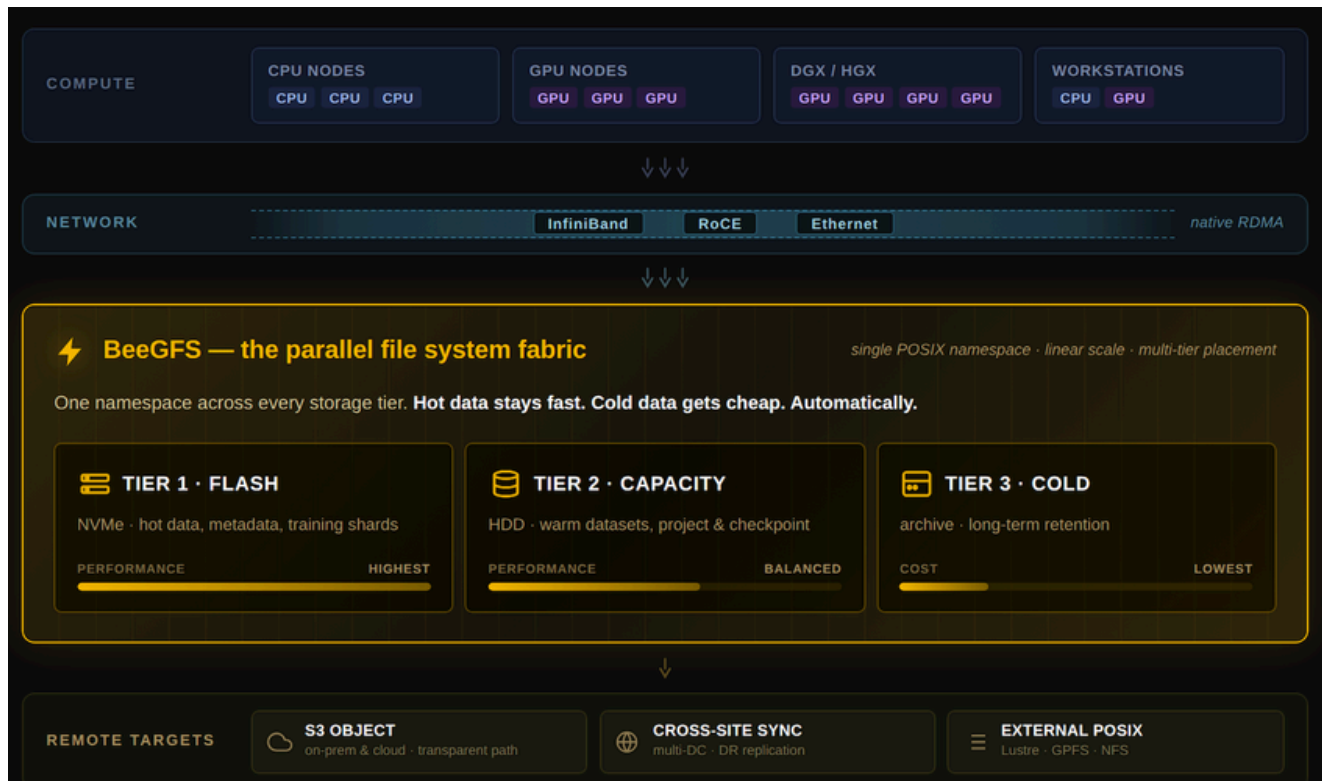 COMPUTE
CPU NODES
CPU CPU CPU
GPU NODES
GPU GPU GPU
DGX / HGX
GPU GPU GPU GPU
WORKSTATIONS
CPU GPU
NETWORK
InfiniBand RoCE Ethernet
native RDMA
BeeGFS — the parallel file system fabric
single POSIX namespace · linear scale · multi-tier placement
One namespace across every storage tier. Hot data stays fast. Cold data gets cheap. Automatically.
TIER 1 · FLASH
NVMe · hot data, metadata, training shards
PERFORMANCE HIGHEST
TIER 2 · CAPACITY
HDD · warm datasets, project & checkpoint
PERFORMANCE BALANCED
TIER 3 · COLD
archive · long-term retention
COST LOWEST
REMOTE TARGETS
S3 OBJECT
on-prem & cloud · transparent path
CROSS-SITE SYNC
multi-DC · DR replication
EXTERNAL POSIX
Lustre · GPFS · NFS